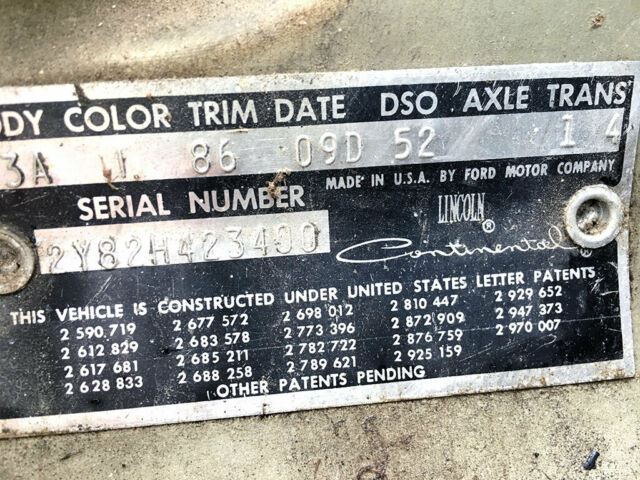 ODY COLOR TRIM DATE DSO AXLE TRANS
3A 86 09D 52 1 4
MADE IN U.S.A. BY FORD MOTOR COMPANY
SERIAL NUMBER
LINCOLN ®
2Y82H423400
Continental ®
THIS VEHICLE IS CONSTRUCTED UNDER UNITED STATES LETTER PATENTS
2 590.719 2 677 572 2 698 012 2 810 447 2 929 652
2 612 829 2 683 578 2 773 396 2 872 909 2 947 373
2 617 681 2 685 211 2 782 722 2 876 759 2 970 007
2 628 833 2 688 258 2 789 621 2 925 159
OTHER PATENTS PENDING